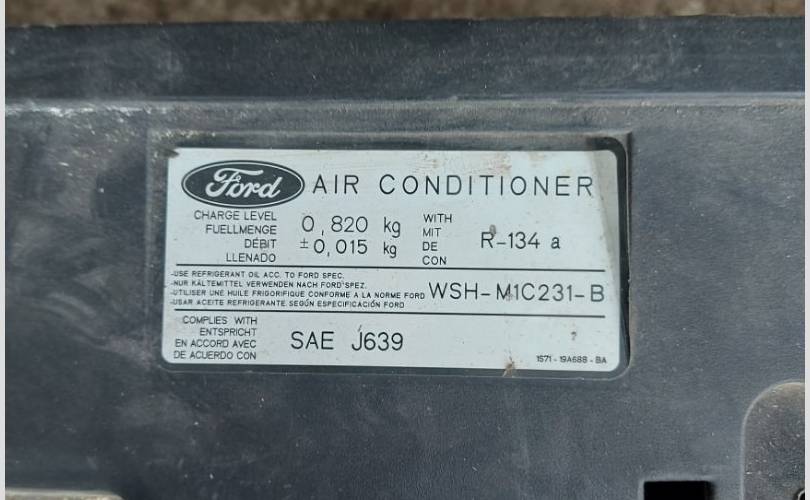 Ford AIR CONDITIONER
CHARGE LEVEL
FUELLMENGE
DÉBIT
LLENADO
0,820 kg
±0,015 kg
WITH
MIT
DE
CON
R-134 a
-USE REFRIGERANT OIL ACC. TO FORD SPEC.
-NUR KÄLTEMITTEL VERWENDEN NACH FORD SPEZ.
-UTILISER UNE HUILE FRIGORIFIQUE CONFORME A LA NORME FORD
-USAR ACEITE REFRIGERANTE SEGÚN ESPECIFICACIÓN FORD
WSH-M1C231-B
COMPLIES WITH
ENTSPRICHT
EN ACCORD AVEC
DE ACUERDO CON
SAE J639
1S71-19A688-BA